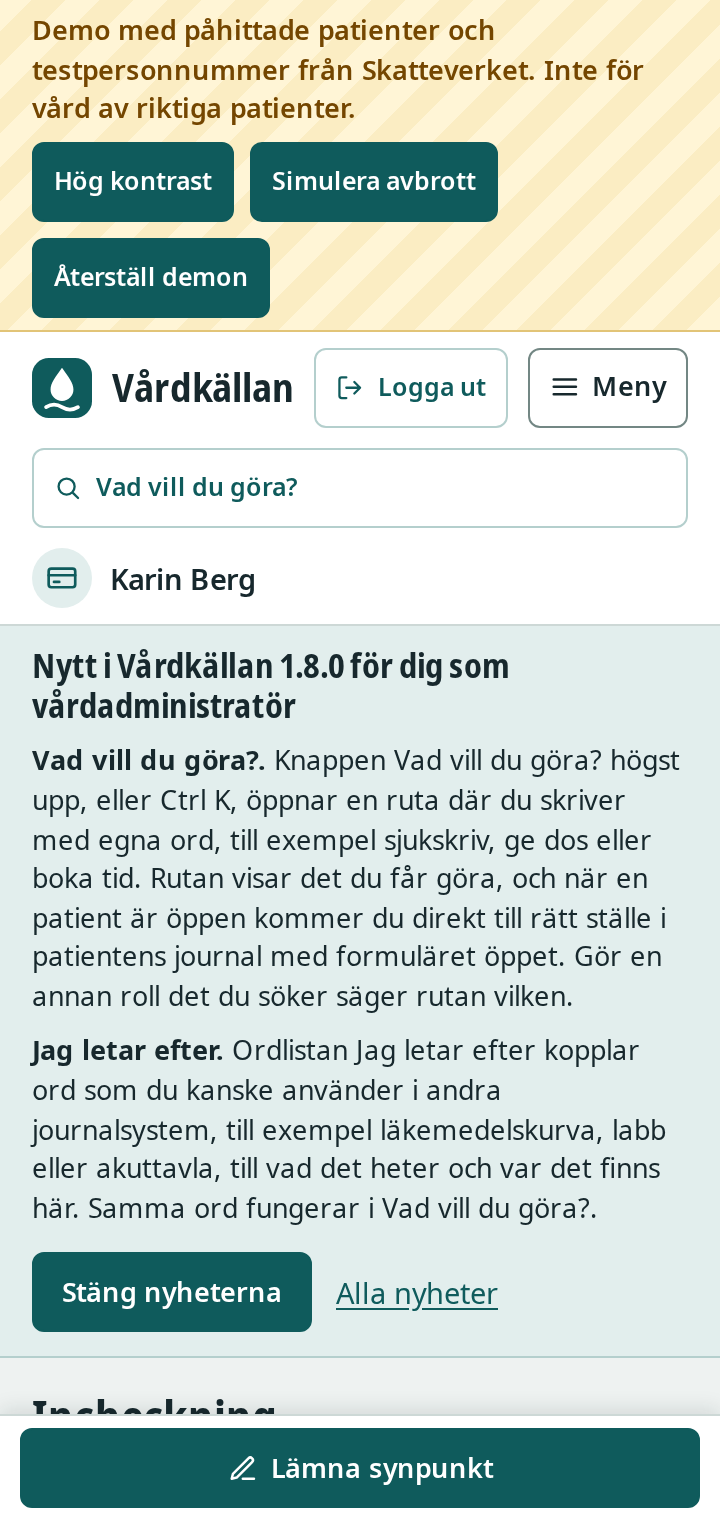 Demo med påhittade patienter och
testpersonnummer från Skatteverket. Inte för
vård av riktiga patienter.
Hög kontrast
Simulera avbrott
Återställ demon
Vårdkällan
Logga ut
Meny
Vad vill du göra?
Karin Berg
Nytt i Vårdkällan 1.8.0 för dig som
vårdadministratör
Vad vill du göra?. Knappen Vad vill du göra? högst
upp, eller Ctrl K, öppnar en ruta där du skriver
med egna ord, till exempel sjukskriv, ge dos eller
boka tid. Rutan visar det du får göra, och när en
patient är öppen kommer du direkt till rätt ställe i
patientens journal med formuläret öppet. Gör en
annan roll det du söker säger rutan vilken.
Jag letar efter. Ordlistan Jag letar efter kopplar
ord som du kanske använder i andra
journalsystem, till exempel läkemedelskurva, labb
eller akuttavla, till vad det heter och var det finns
här. Samma ord fungerar i Vad vill du göra?.
Stäng nyheterna
Alla nyheter
Incheckning
Lämna synpunkt